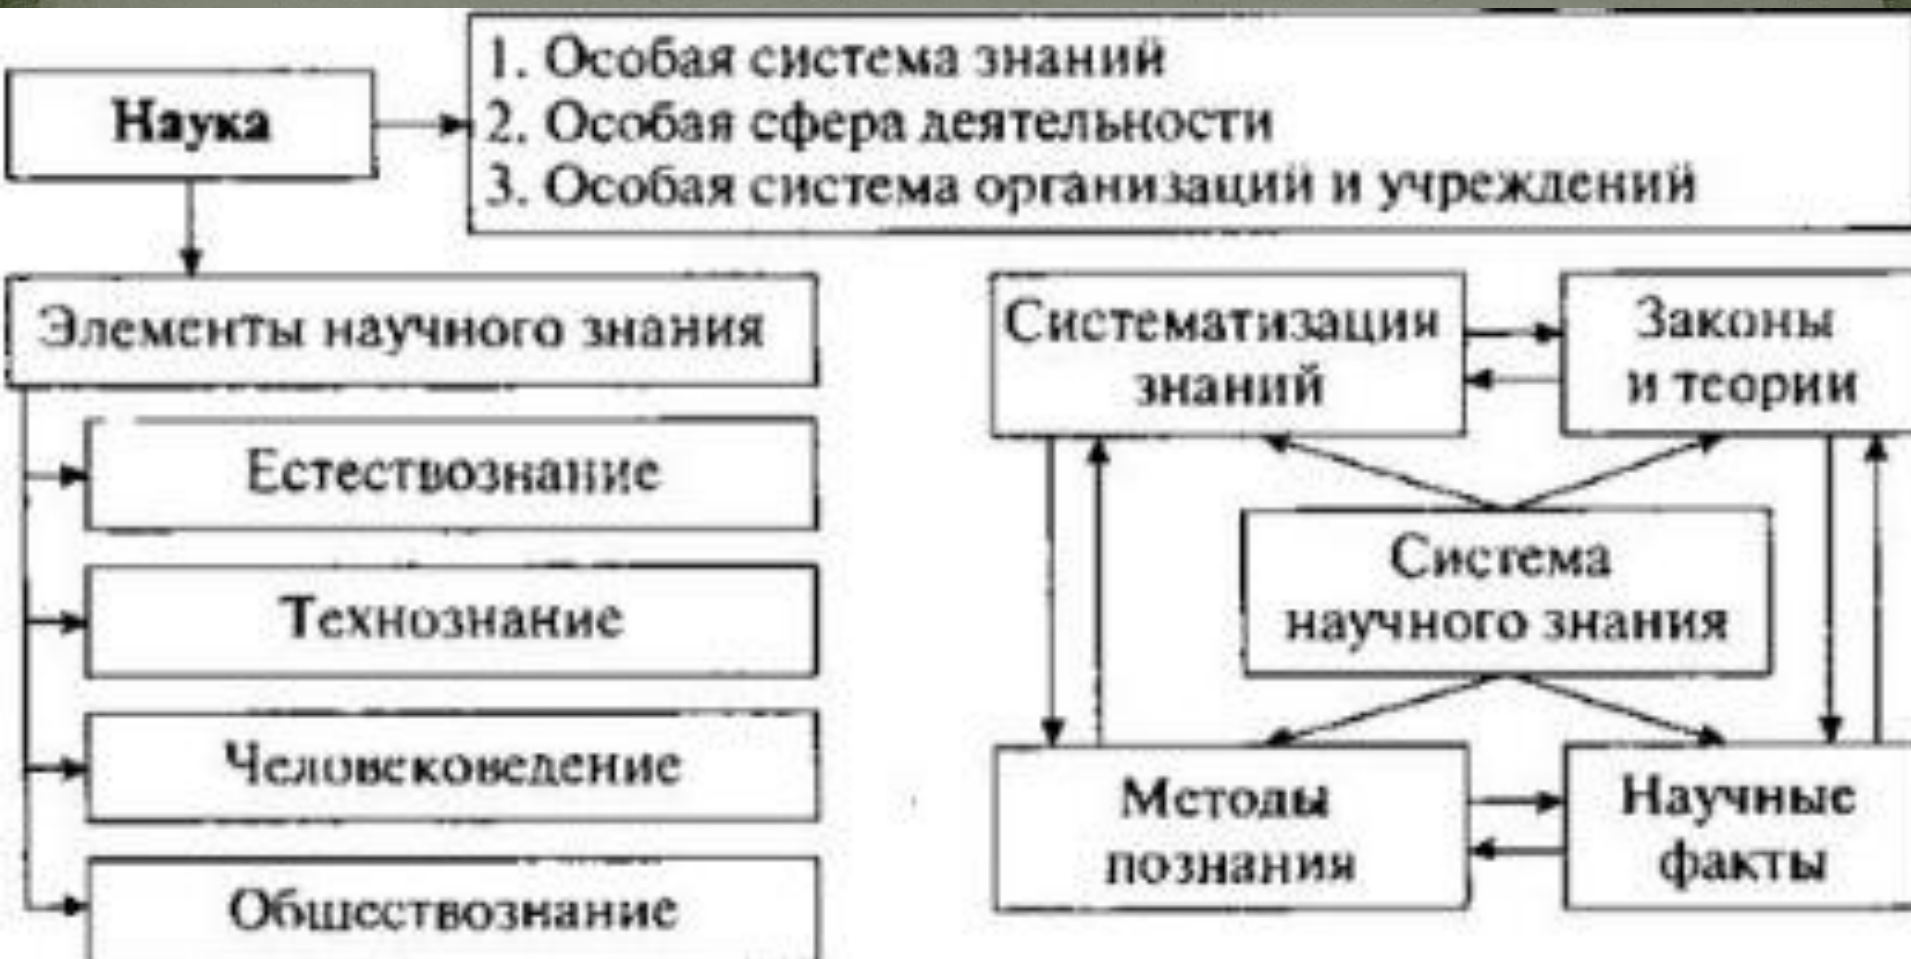 Наука
1. Особая система знаний
2. Особая сфера деятельности
3. Особая система организаций и учреждений
Элементы научного знания
Естествознание
Технознание
Человековедение
Обществознание
Систематизация
знаний
Законы
и теории
Система
научного знания
Методы
познания
Научные
факты